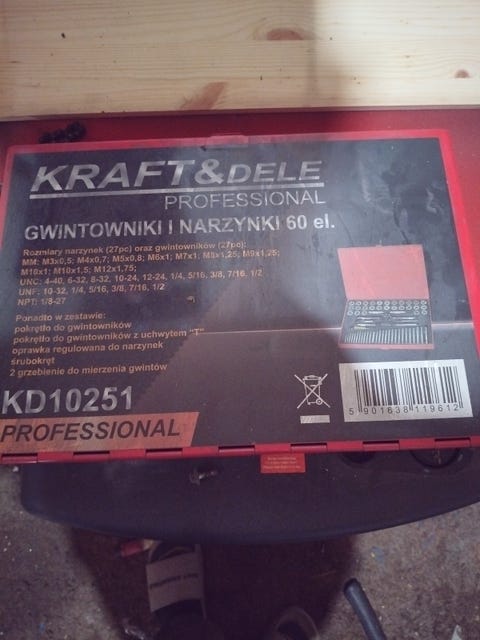 KRAFT&DELE
PROFESSIONAL
GWINTOWNIKI I NARZYNKI 60 el.
Rozmiary narzynek (27pc) oraz gwintowników (27pc):
MM: M3x0,5; M4x0,7; M5x0,8; M6x1; M7x1; M8x1,25; M9x1,25;
M10x1; M10x1,5; M12x1,75;
UNC: 4-40, 6-32, 8-32, 10-24, 12-24, 1/4, 5/16, 3/8, 7/16, 1/2
UNF: 10-32, 1/4, 5/16, 3/8, 7/16, 1/2
NPT: 1/8-27
Ponadto w zestawie:
pokrętło do gwintowników
pokrętło do gwintowników z uchwytem "T"
oprawka regulowana do narzynek
śrubokręt
2 grzebienie do mierzenia gwintów
KD10251
PROFESSIONAL
5 901638 119612